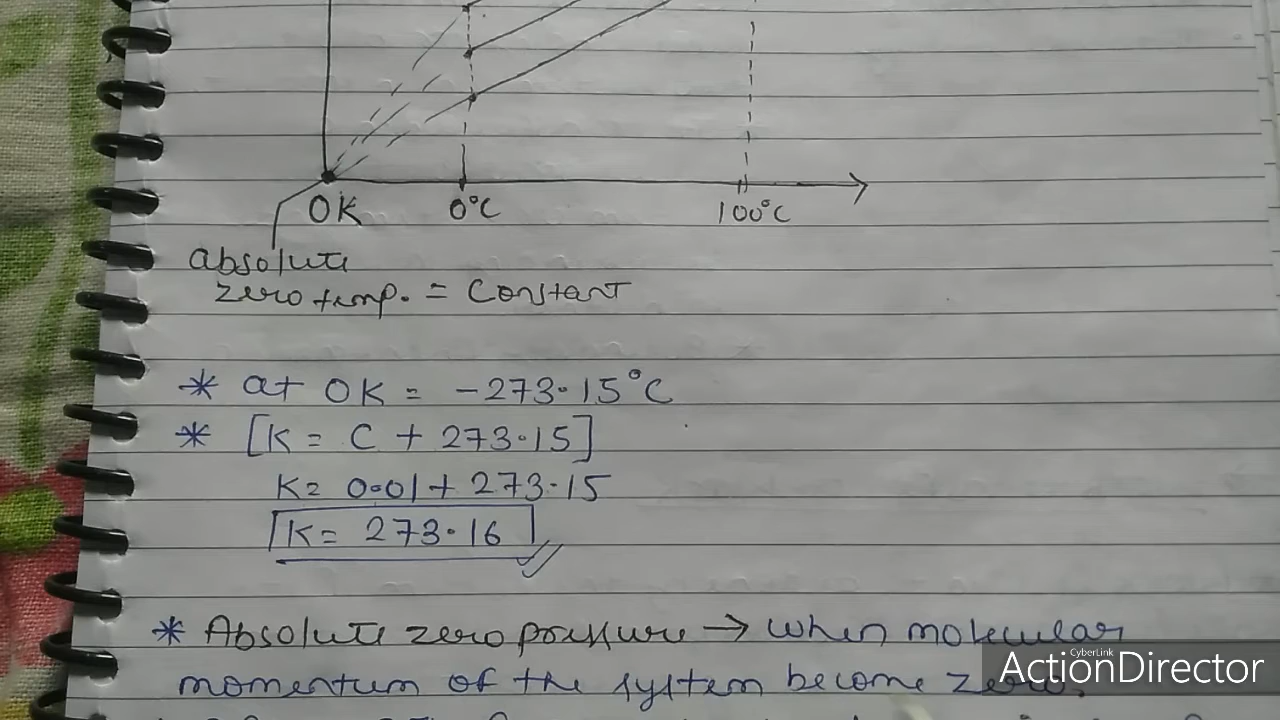 0K 0°C 100°C
absolute
zero temp. = Constant
* at 0K = -273.15°C
* [K = C + 273.15]
K = 0.01 + 273.15
K = 273.16
* Absolute zero pressure → when molecular
momentum of the system become zero.
CyberLink
ActionDirector